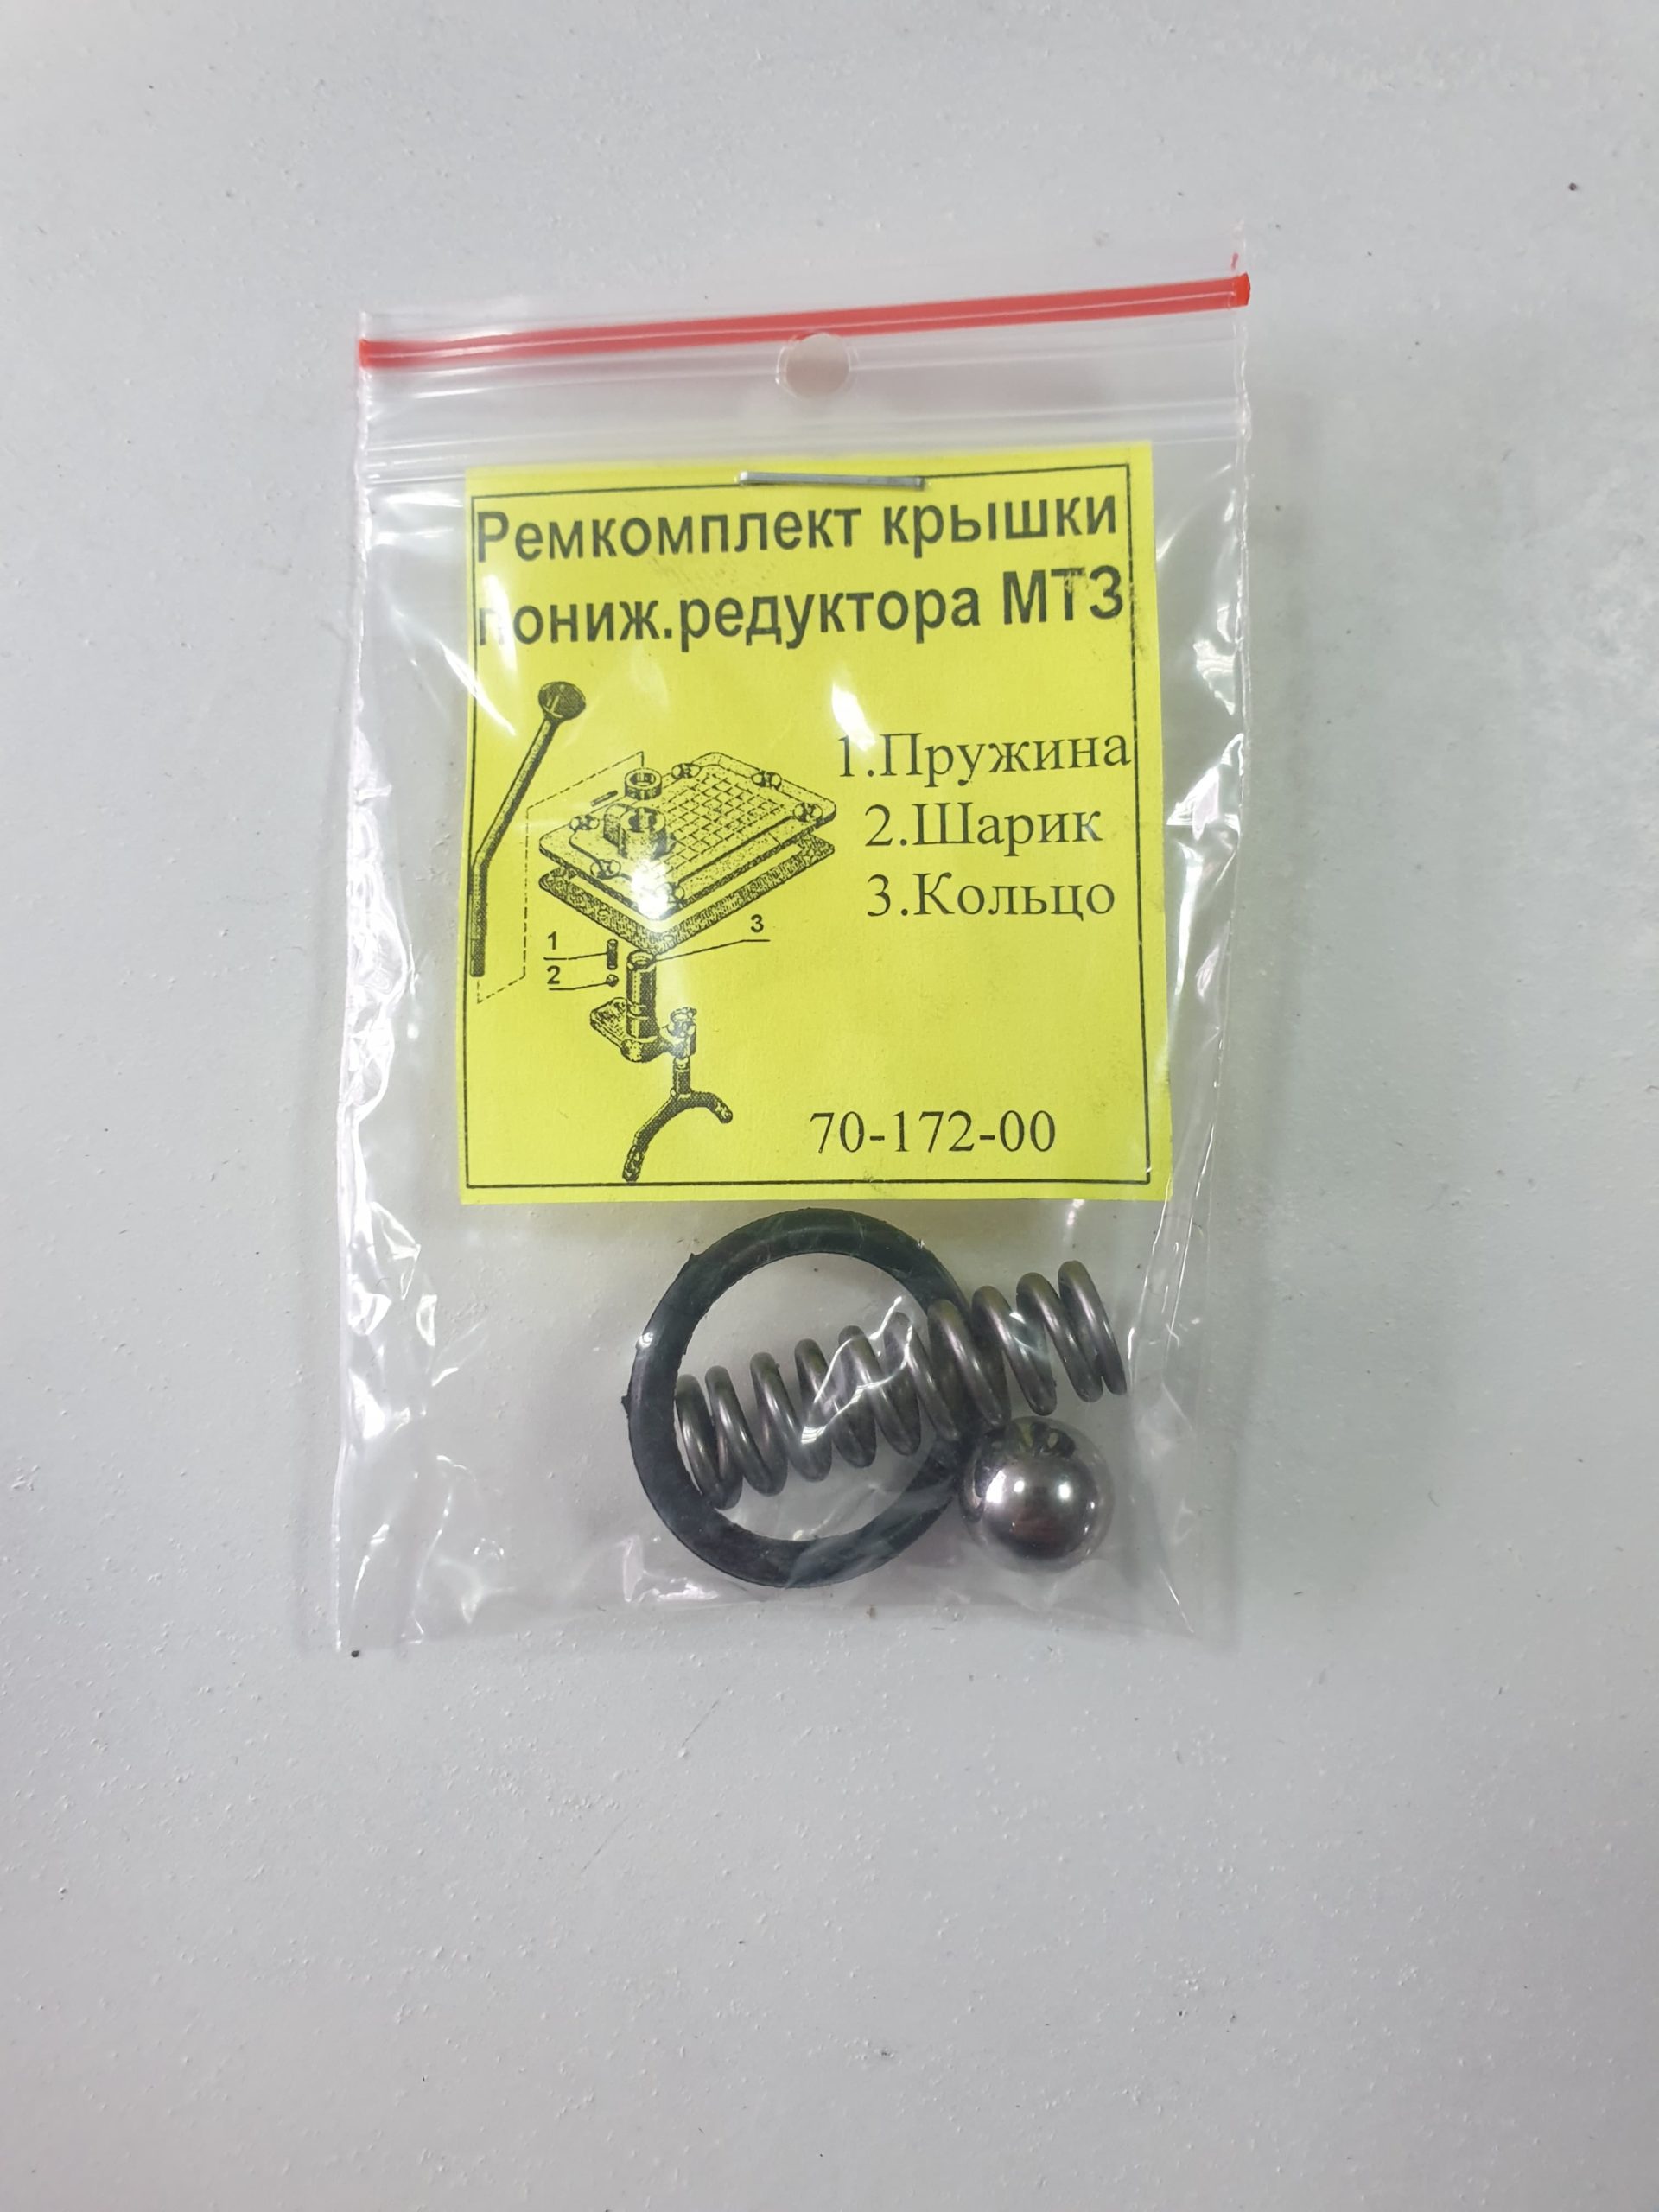 Ремкомплект крышки
пониж.редуктора МТЗ
1.Пружина
2.Шарик
3.Кольцо
1
2
3
70-172-00